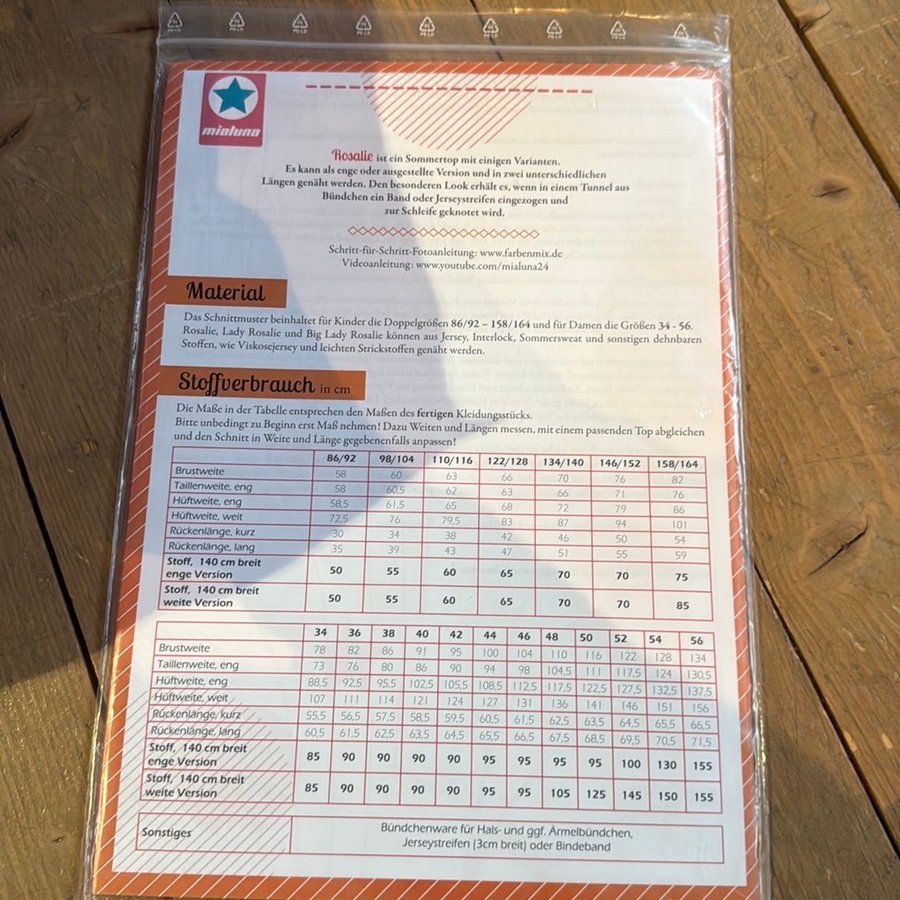 PE-LD PE-LD PE-LD PE-LD PE-LD PE-LD PE-LD
mialuna
Rosalie ist ein Sommertop mit einigen Varianten.
Es kann als enge oder ausgestellte Version und in zwei unterschiedlichen
Längen genäht werden. Den besonderen Look erhält es, wenn in einem Tunnel aus
Bündchen ein Band oder Jerseystreifen eingezogen und
zur Schleife geknotet wird.
Schritt-für-Schritt-Fotoanleitung: www.farbenmix.de
Videoanleitung: www.youtube.com/mialuna24
Material
Das Schnittmuster beinhaltet für Kinder die Doppelgrößen 86/92 – 158/164 und für Damen die Größen 34 - 56.
Rosalie, Lady Rosalie und Big Lady Rosalie können aus Jersey, Interlock, Sommersweat und sonstigen dehnbaren
Stoffen, wie Viskosejersey und leichten Strickstoffen genäht werden.
Stoffverbrauch in cm
Die Maße in der Tabelle entsprechen den Maßen des fertigen Kleidungsstücks.
Bitte unbedingt zu Beginn erst Maß nehmen! Dazu Weiten und Längen messen, mit einem passenden Top abgleichen
und den Schnitt in Weite und Länge gegebenenfalls anpassen!
86/92 98/104 110/116 122/128 134/140 146/152 158/164
Brustweite 58 60 63 66 70 76 82
Taillenweite, eng 58 60,5 62 63 66 71 76
Hüftweite, eng 58,5 61,5 65 68 72 79 86
Hüftweite, weit 72,5 76 79,5 83 87 94 101
Rückenlänge, kurz 30 34 38 42 46 50 54
Rückenlänge, lang 35 39 43 47 51 55 59
Stoff, 140 cm breit
enge Version 50 55 60 65 70 70 75
Stoff, 140 cm breit
weite Version 50 55 60 65 70 70 85
34 36 38 40 42 44 46 48 50 52 54 56
Brustweite 78 82 86 91 95 100 104 110 116 122 128 134
Taillenweite, eng 73 76 80 86 90 94 98 104,5 111 117,5 124 130,5
Hüftweite, eng 88,5 92,5 95,5 102,5 105,5 108,5 112,5 117,5 122,5 127,5 132,5 137,5
Hüftweite, weit 107 111 114 121 124 127 131 136 141 146 151 156
Rückenlänge, kurz 55,5 56,5 57,5 58,5 59,5 60,5 61,5 62,5 63,5 64,5 65,5 66,5
Rückenlänge, lang 60,5 61,5 62,5 63,5 64,5 65,5 66,5 67,5 68,5 69,5 70,5 71,5
Stoff, 140 cm breit
enge Version 85 90 90 90 90 95 95 95 95 100 130 155
Stoff, 140 cm breit
weite Version 85 90 90 90 90 95 95 105 125 145 150 155
Sonstiges
Bündchenware für Hals- und ggf. Ärmelbündchen,
Jerseystreifen (3cm breit) oder Bindeband